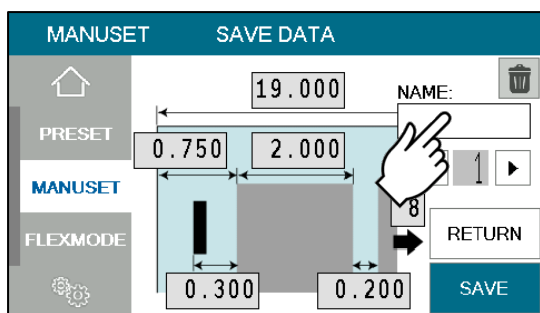 MANUSET SAVE DATA
19.000
NAME:
PRESET
0.750 2.000
1
MANUSET
8
FLEXMODE
RETURN
0.300 0.200
SAVE